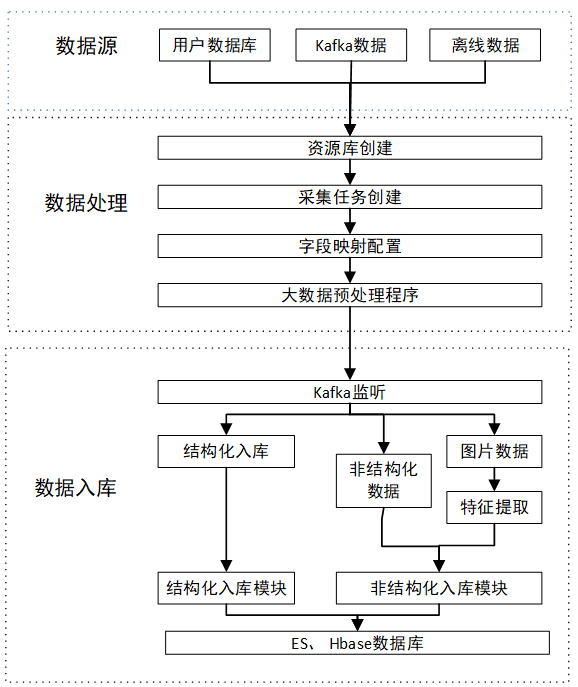 数据源
用户数据库
Kafka数据
离线数据
数据处理
资源库创建
采集任务创建
字段映射配置
大数据预处理程序
数据入库
Kafka监听
结构化入库
非结构化
数据
图片数据
特征提取
结构化入库模块
非结构化入库模块
ES、 Hbase数据库